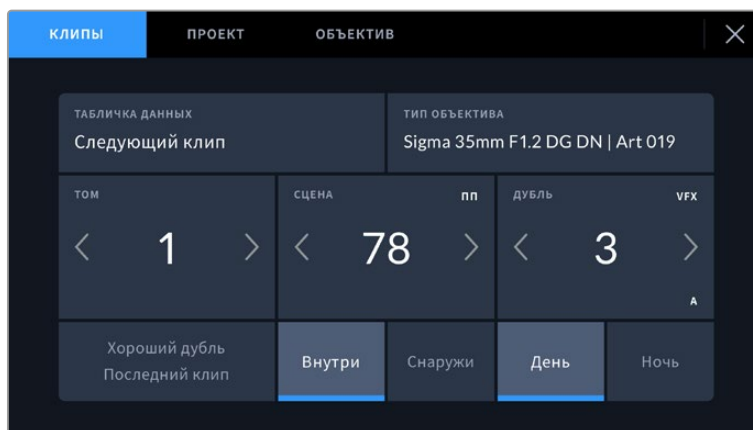 КЛИПЫ ПРОЕКТ ОБЪЕКТИВ
ТАБЛИЧКА ДАННЫХ
Следующий клип
ТИП ОБЪЕКТИВА
Sigma 35mm F1.2 DG DN | Art 019
ТОМ
1
СЦЕНА ПП
78
ДУБЛЬ VFX
3
A
Хороший дубль
Последний клип
Внутри
Снаружи
День
Ночь